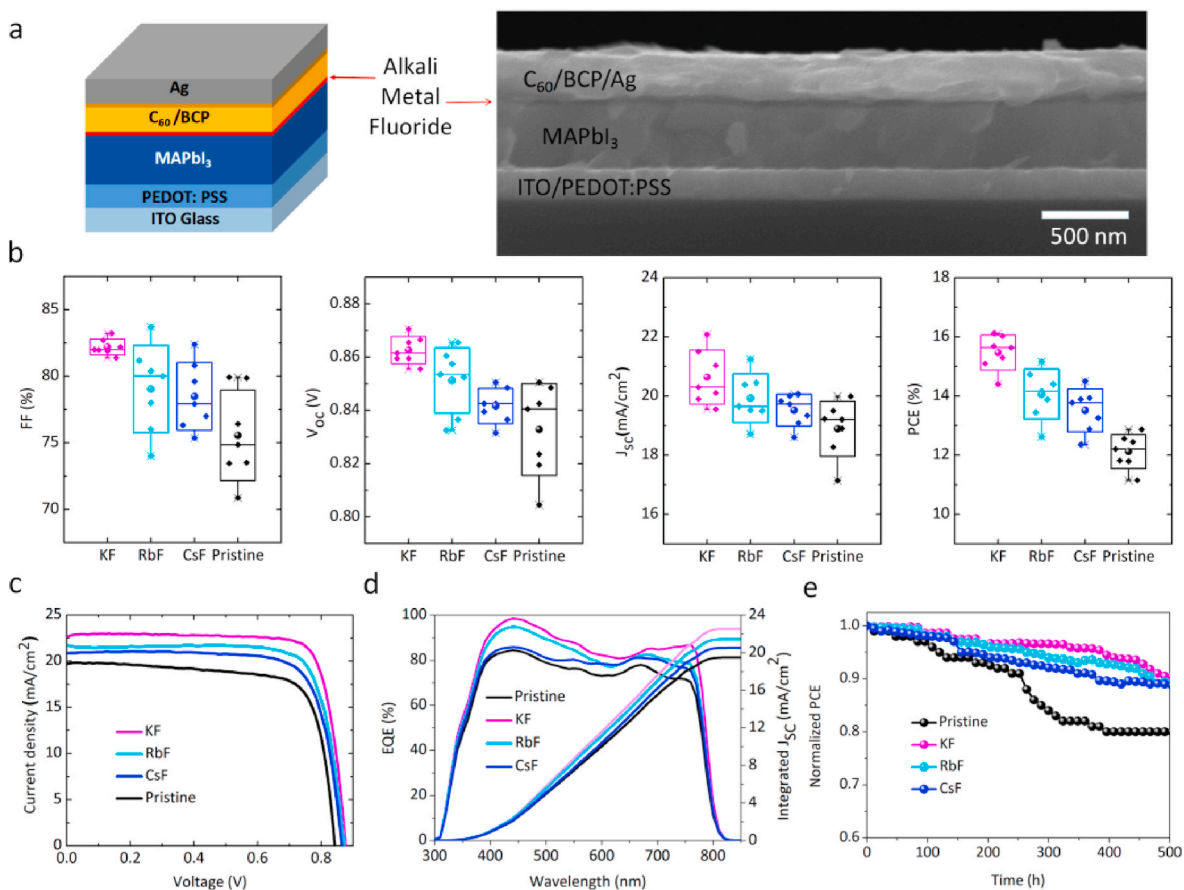 a
Ag
C60/BCP
MAPbI3
PEDOT: PSS
ITO Glass
Alkali
Metal
Fluoride
C60/BCP/Ag
MAPbI3
ITO/PEDOT:PSS
500 nm
b
FF (%)
85
80
75
70
KF RbF CsF Pristine
VOC (V)
0.88
0.86
0.84
0.82
0.80
KF RbF CsF Pristine
JSC(mA/cm2)
24
22
20
18
16
KF RbF CsF Pristine
PCE (%)
18
16
14
12
10
KF RbF CsF Pristine
c
Current density (mA/cm2)
25
20
15
10
5
0
KF
RbF
CsF
Pristine
0.0 0.2 0.4 0.6 0.8
Voltage (V)
d
EQE (%)
100
80
60
40
20
0
Pristine
KF
RbF
CsF
24
20
16
12
8
4
0
Integrated JSC(mA/cm2)
300 400 500 600 700 800
Wavelength (nm)
e
Normalized PCE
1.0
0.9
0.8
0.7
0.6
Pristine
KF
RbF
CsF
0 100 200 300 400 500
Time (h)